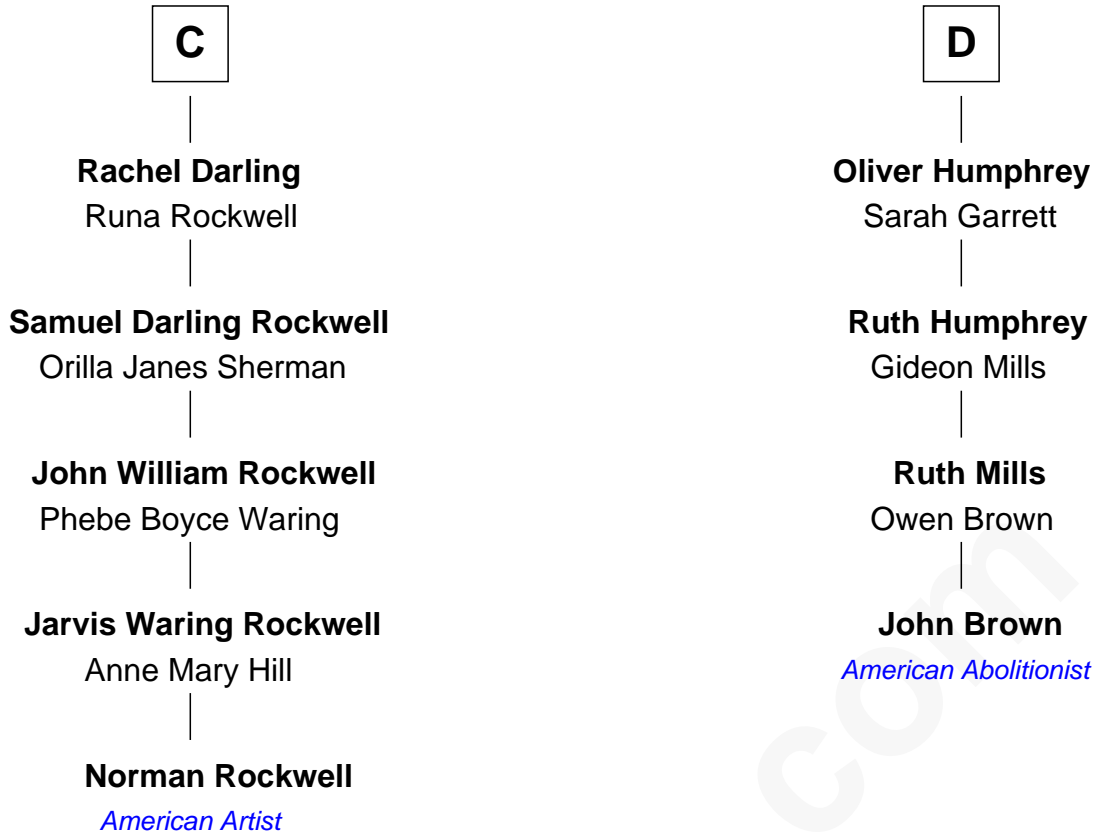 C
Rachel Darling
Runa Rockwell
Samuel Darling Rockwell
Orilla Janes Sherman
John William Rockwell
Phebe Boyce Waring
Jarvis Waring Rockwell
Anne Mary Hill
Norman Rockwell
American Artist
D
Oliver Humphrey
Sarah Garrett
Ruth Humphrey
Gideon Mills
Ruth Mills
Owen Brown
John Brown
American Abolitionist
com